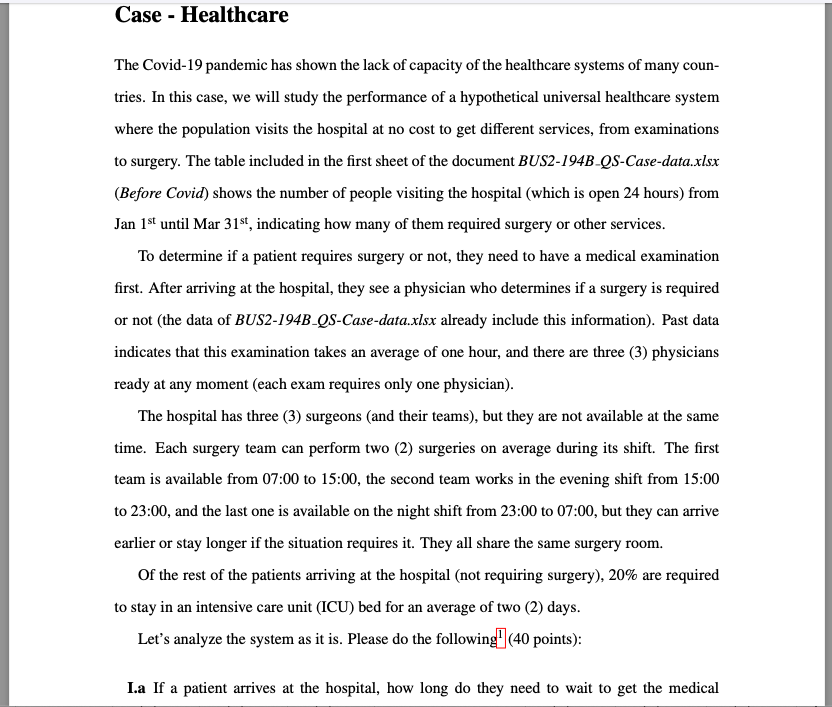 Case - Healthcare
The Covid-19 pandemic has shown the lack of capacity of the healthcare systems of many coun-
tries. In this case, we will study the performance of a hypothetical universal healthcare system
where the population visits the hospital at no cost to get different services, from examinations
to surgery. The table included in the first sheet of the document BUS2-194B_QS-Case-data.xlsx
(Before Covid) shows the number of people visiting the hospital (which is open 24 hours) from
Jan 1st until Mar 31st, indicating how many of them required surgery or other services.
To determine if a patient requires surgery or not, they need to have a medical examination
first. After arriving at the hospital, they see a physician who determines if a surgery is required
or not (the data of BUS2-194B_QS-Case-data.xlsx already include this information). Past data
indicates that this examination takes an average of one hour, and there are three (3) physicians
ready at any moment (each exam requires only one physician).
The hospital has three (3) surgeons (and their teams), but they are not available at the same
time. Each surgery team can perform two (2) surgeries on average during its shift. The first
team is available from 07:00 to 15:00, the second team works in the evening shift from 15:00
to 23:00, and the last one is available on the night shift from 23:00 to 07:00, but they can arrive
earlier or stay longer if the situation requires it. They all share the same surgery room.
Of the rest of the patients arriving at the hospital (not requiring surgery), 20% are required
to stay in an intensive care unit (ICU) bed for an average of two (2) days.
Let's analyze the system as it is. Please do the following1 (40 points):
I.a If a patient arrives at the hospital, how long do they need to wait to get the medical